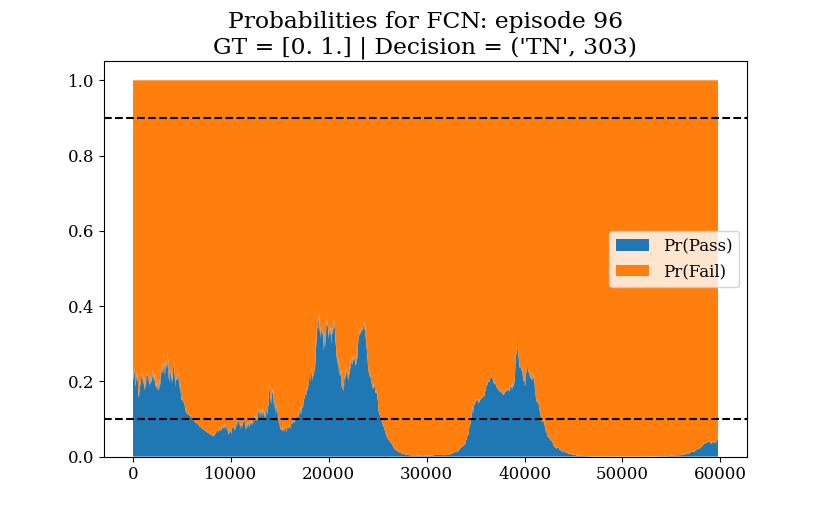 Probabilities for FCN: episode 96
GT = [0. 1.] | Decision = ('TN', 303)
1.0
0.8
0.6
0.4
0.2
0.0
Pr(Pass)
Pr(Fail)
0 10000 20000 30000 40000 50000 60000